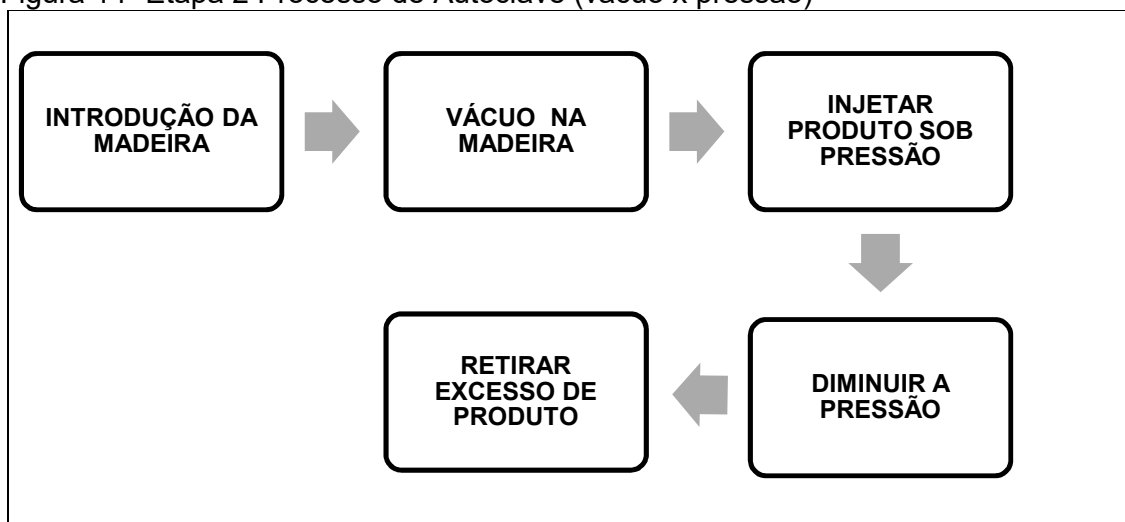 Figura 14- Etapa 2 Processo de Autoclave (vácuo x pressão)
INTRODUÇÃO DA
MADEIRA
VÁCUO NA
MADEIRA
INJETAR
PRODUTO SOB
PRESSÃO
RETIRAR
EXCESSO DE
PRODUTO
DIMINUIR A
PRESSÃO